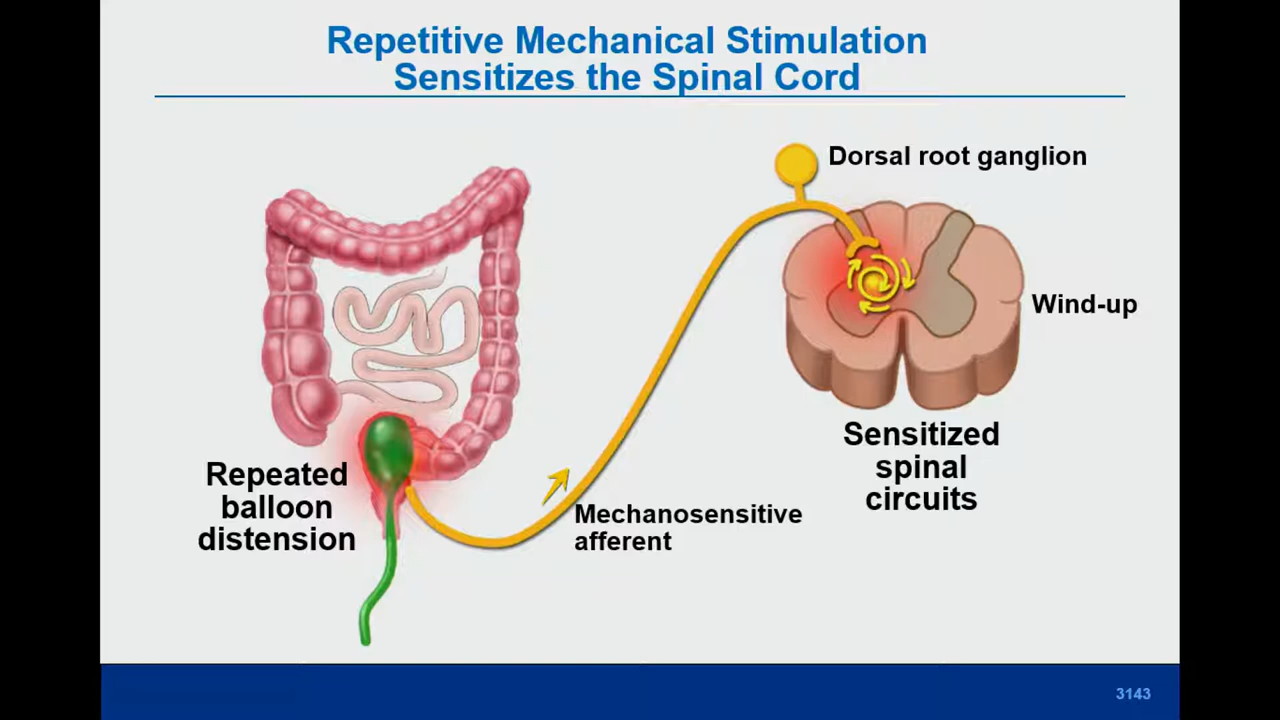 Repetitive Mechanical Stimulation
Sensitizes the Spinal Cord
Dorsal root ganglion
Wind-up
Sensitized
spinal
circuits
Repeated
balloon
distension
Mechanosensitive
afferent
3143